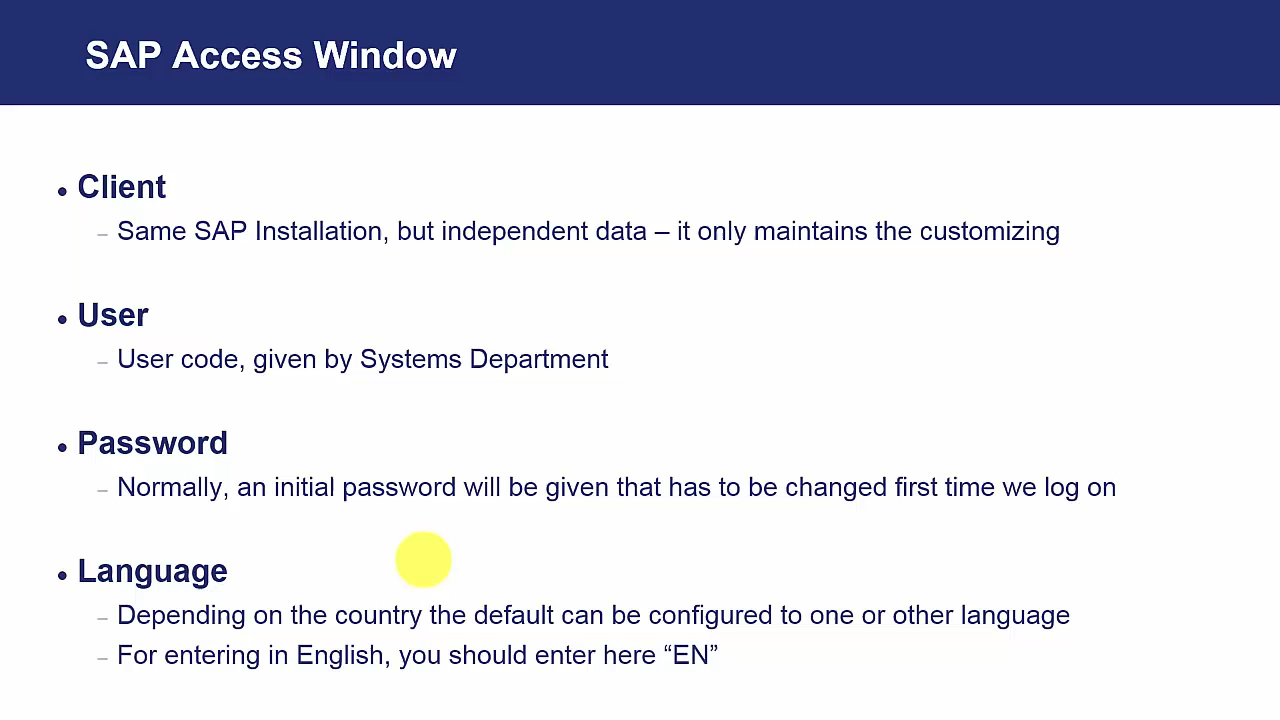 SAP Access Window
• Client
– Same SAP Installation, but independent data – it only maintains the customizing
• User
– User code, given by Systems Department
• Password
– Normally, an initial password will be given that has to be changed first time we log on
• Language
– Depending on the country the default can be configured to one or other language
– For entering in English, you should enter here “EN”